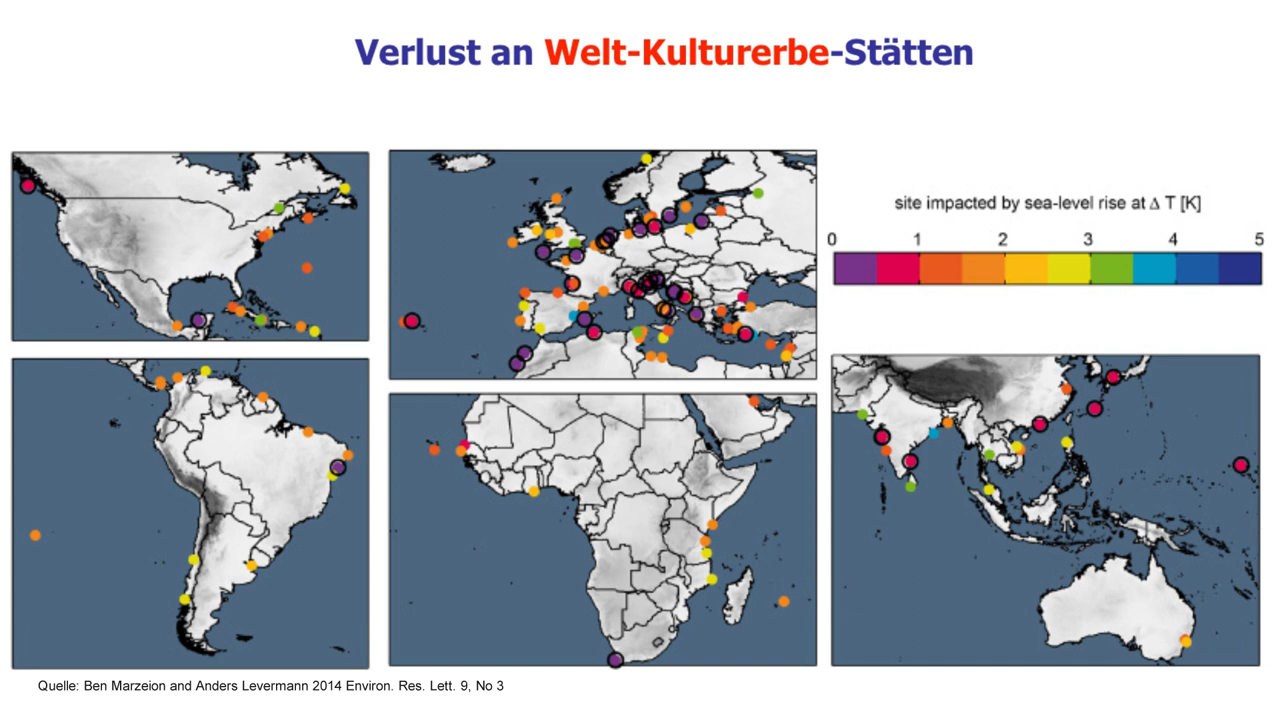 Verlust an Welt-Kulturerbe-Stätten
site impacted by sea-level rise at Δ T [K]
0 1 2 3 4 5
Quelle: Ben Marzeion and Anders Levermann 2014 Environ. Res. Lett. 9, No 3